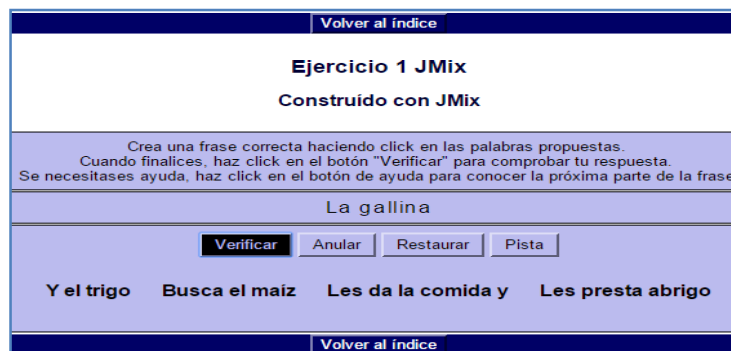 Volver al índice
Ejercicio 1 JMix
Construído con JMix
Crea una frase correcta haciendo click en las palabras propuestas.
Cuando finalices, haz click en el botón "Verificar" para comprobar tu respuesta.
Se necesitases ayuda, haz click en el botón de ayuda para conocer la próxima parte de la frase
La gallina
Verificar Anular Restaurar Pista
Y el trigo Busca el maíz Les da la comida y Les presta abrigo
Volver al índice